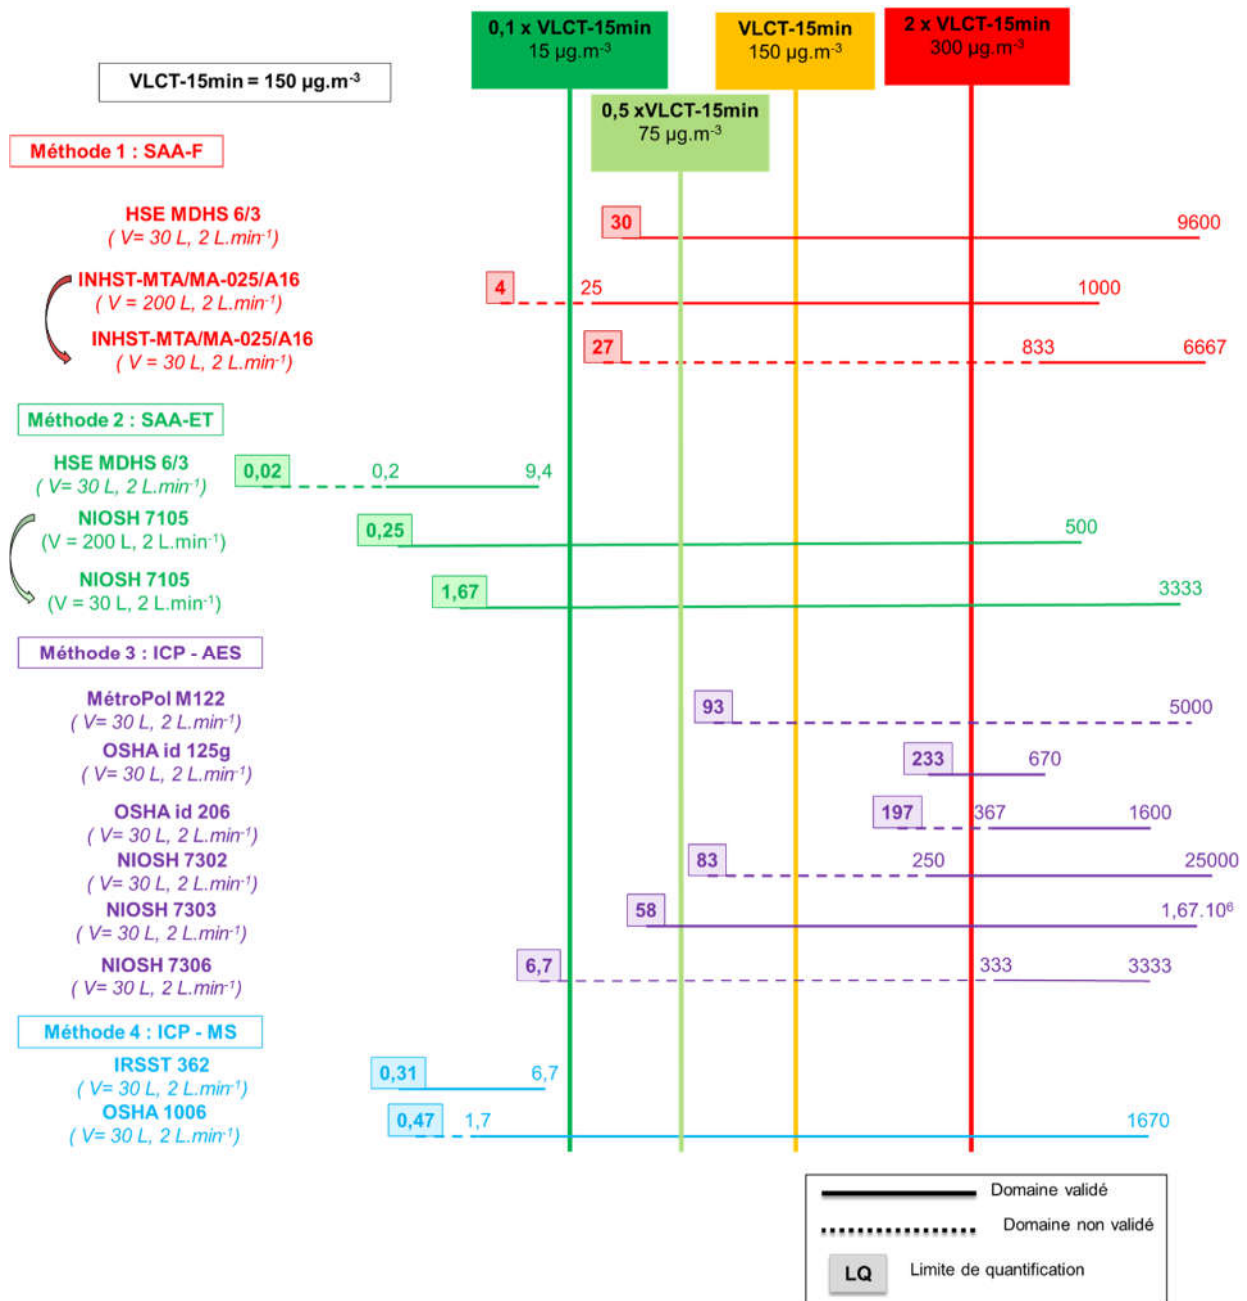 0,1 x VLCT-15min
15 µg.m-3
VLCT-15min
150 µg.m-3
2 x VLCT-15min
300 µg.m-3
VLCT-15min = 150 µg.m-3
0,5 xVLCT-15min
75 µg.m-3
Méthode 1 : SAA-F
HSE MDHS 6/3
( V= 30 L, 2 L.min-1)
30
9600
INHST-MTA/MA-025/A16
( V = 200 L, 2 L.min-1)
4
25
1000
INHST-MTA/MA-025/A16
( V = 30 L, 2 L.min-1)
27
833
6667
Méthode 2 : SAA-ET
HSE MDHS 6/3
( V= 30 L, 2 L.min-1)
0,02
0,2
9,4
NIOSH 7105
(V = 200 L, 2 L.min-1)
0,25
500
NIOSH 7105
(V = 30 L, 2 L.min-1)
1,67
3333
Méthode 3 : ICP - AES
MétroPol M122
( V= 30 L, 2 L.min-1)
93
5000
OSHA id 125g
( V= 30 L, 2 L.min-1)
233
670
OSHA id 206
( V= 30 L, 2 L.min-1)
197
367
1600
NIOSH 7302
( V= 30 L, 2 L.min-1)
83
250
25000
NIOSH 7303
( V= 30 L, 2 L.min-1)
58
1,67.10⁶
NIOSH 7306
( V= 30 L, 2 L.min-1)
6,7
333
3333
Méthode 4 : ICP - MS
IRSST 362
( V= 30 L, 2 L.min-1)
0,31
6,7
OSHA 1006
( V= 30 L, 2 L.min-1)
0,47
1,7
1670
Domaine validé
Domaine non validé
LQ
Limite de quantification